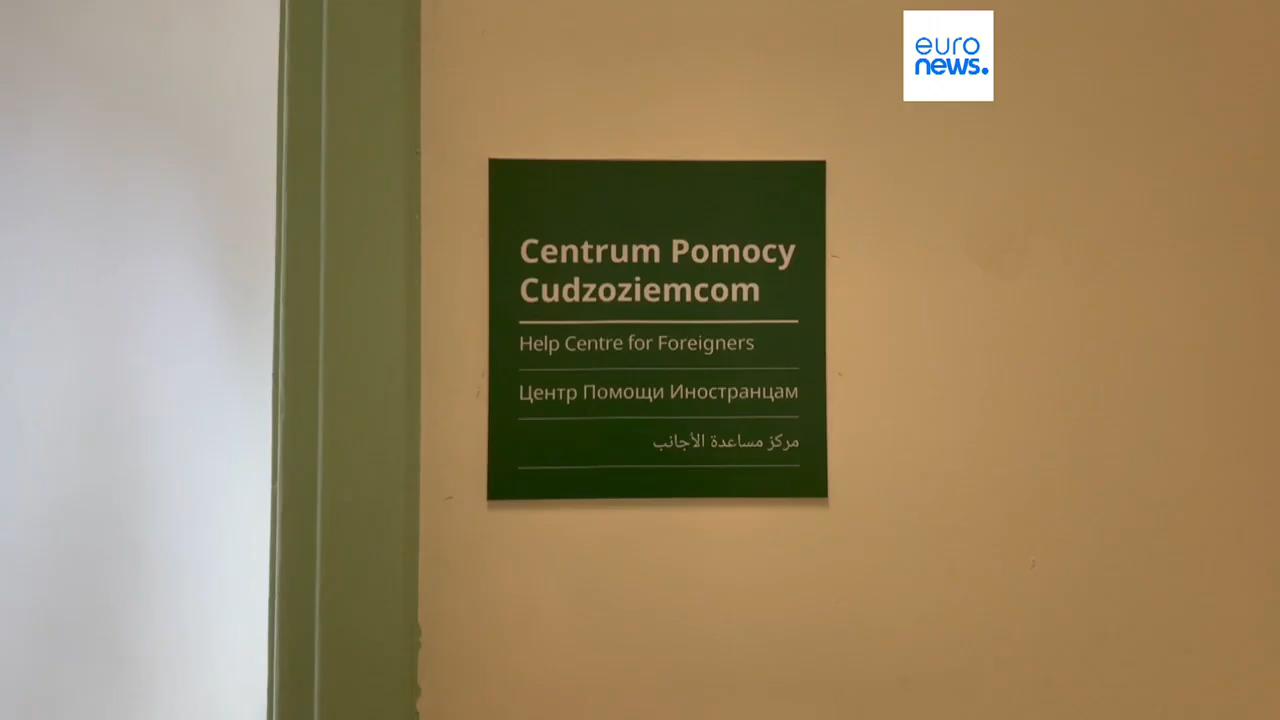 euro
news.
Centrum Pomocy
Cudzoziemcom
Help Centre for Foreigners
Центр Помощи Иностранцам
مركز مساعدة الأجانب